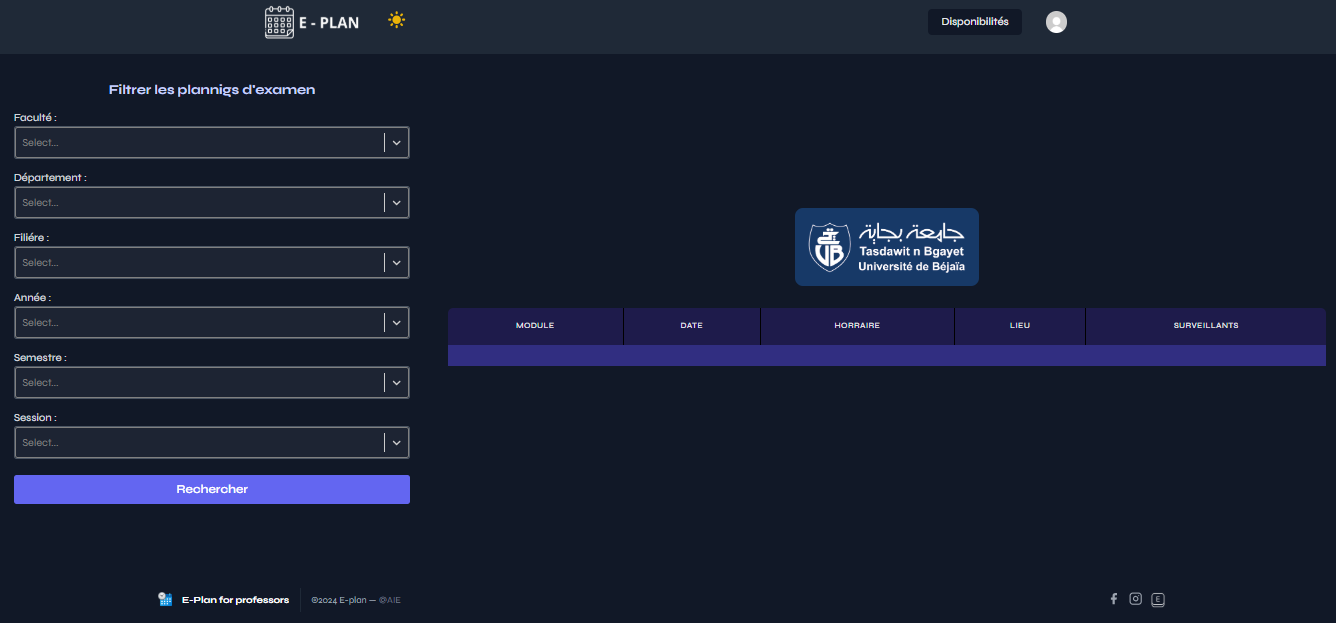 E - PLAN
Disponibilités
Filtrer les plannigs d'examen
Faculté :
Select...
Département :
Select...
Filiére :
Select...
Année :
Select...
Semestre :
Select...
Session :
Select...
Rechercher
جامعة بجاية
Tasdawit n Bgayet
Université de Béjaïa
MODULE DATE HORRAIRE LIEU SURVEILLANTS
E-Plan for professors ©2024 E-plan — @AIE